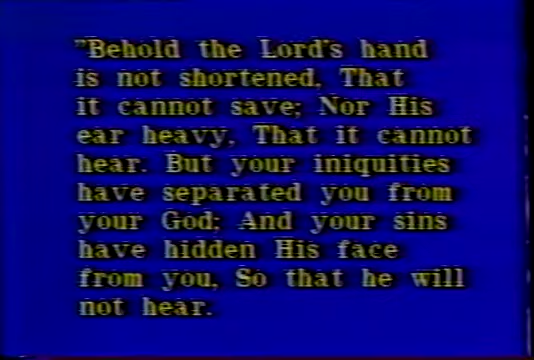 "Behold the Lord's hand
is not shortened, That
it cannot save; Nor His
ear heavy, That it cannot
hear. But your iniquities
have separated you from
your God; And your sins
have hidden His face
from you, So that he will
not hear.